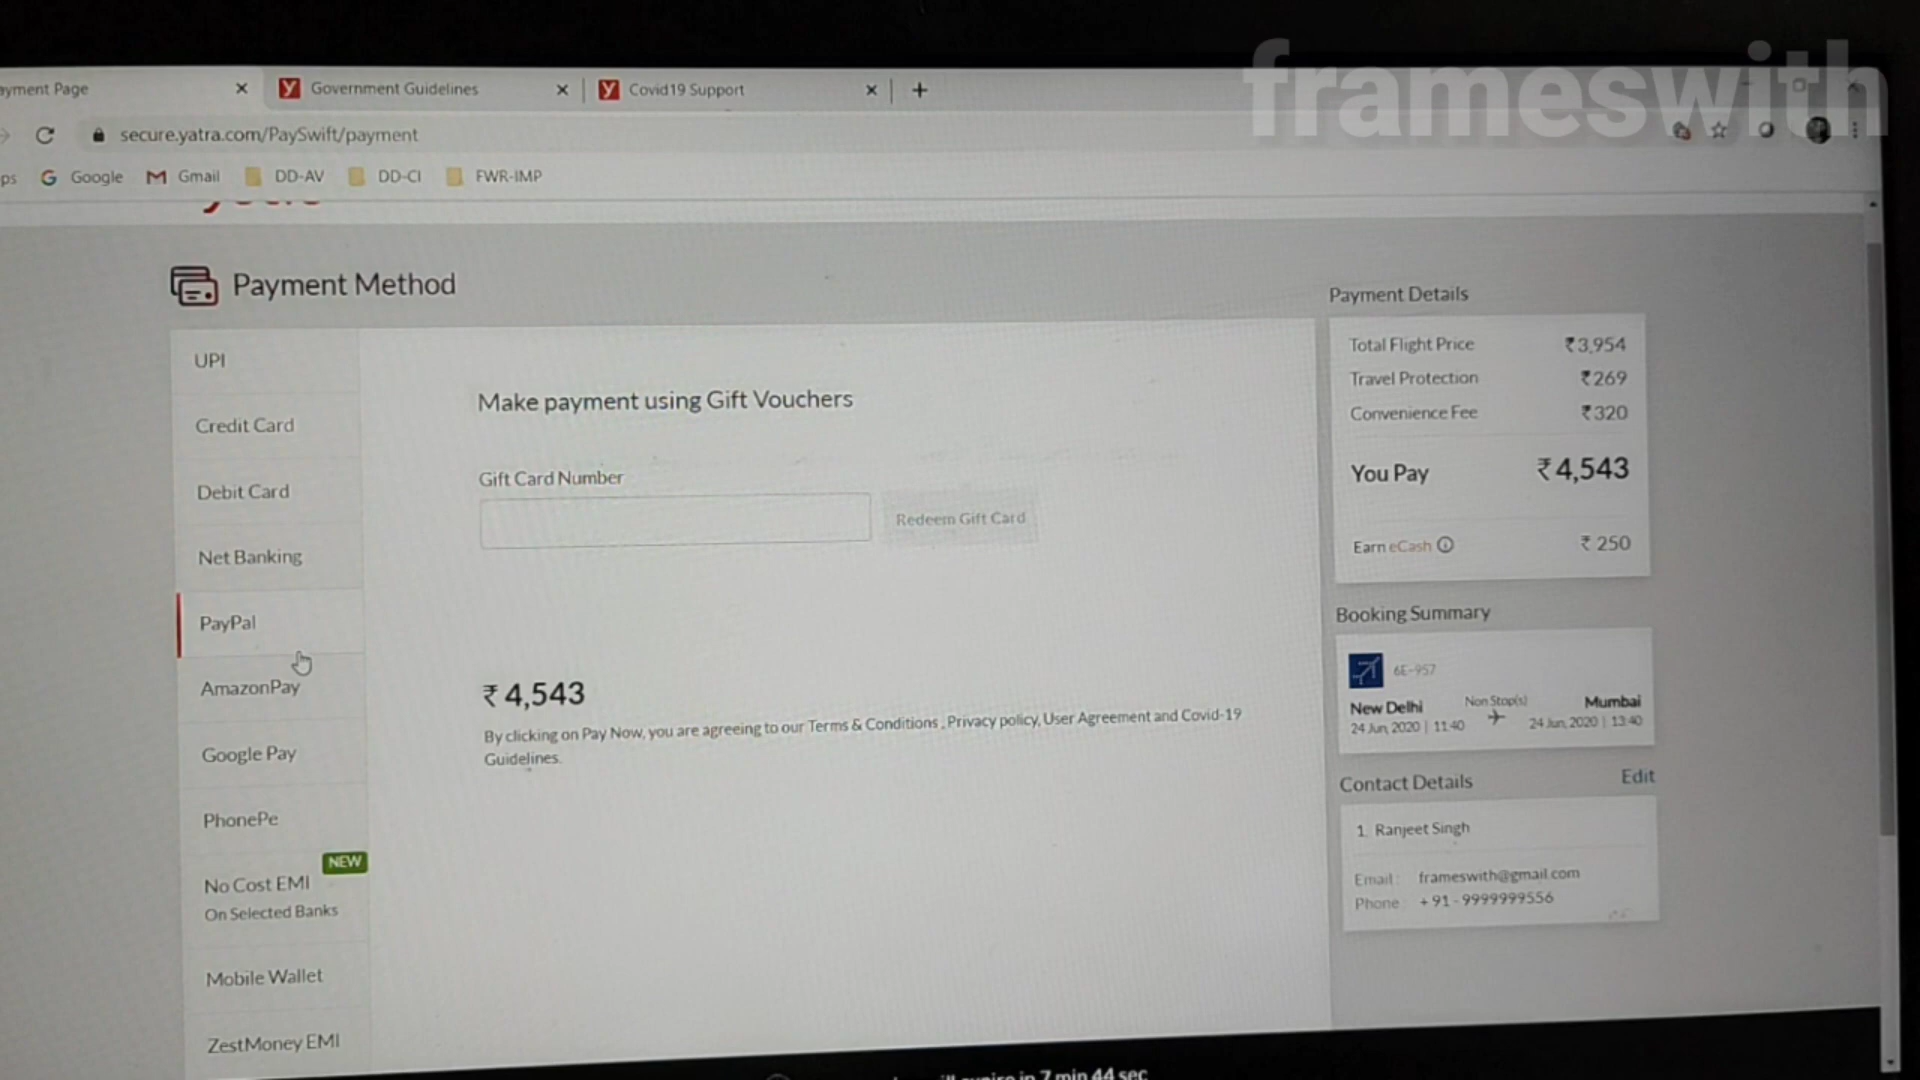 frameswith
ayment Page
Government Guidelines
Covid19 Support
secure.yatra.com/PaySwift/payment
ps
Google
Gmail
DD-AV
DD-CI
FWR-IMP
Payment Method
UPI
Credit Card
Debit Card
Net Banking
PayPal
AmazonPay
Google Pay
PhonePe
NEW
No Cost EMI
On Selected Banks
Mobile Wallet
ZestMoney EMI
Make payment using Gift Vouchers
Gift Card Number
Redeem Gift Card
₹ 4,543
By clicking on Pay Now, you are agreeing to our Terms & Conditions , Privacy policy, User Agreement and Covid-19
Guidelines.
Payment Details
Total Flight Price ₹3,954
Travel Protection ₹269
Convenience Fee ₹320
You Pay ₹4,543
Earn eCash ₹ 250
Booking Summary
6E-957
New Delhi Non Stop(s) Mumbai
24 Jun, 2020 | 11:40 24 Jun, 2020 | 13:40
Contact Details Edit
1. Ranjeet Singh
Email : frameswith@gmail.com
Phone : +91 - 9999999556
expire in 7 min 44 sec